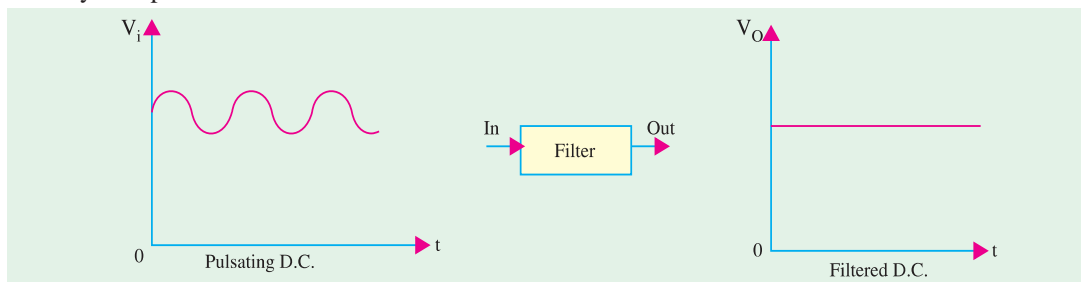 Vi
0
t
Pulsating D.C.
In
Filter
Out
VO
0
t
Filtered D.C.